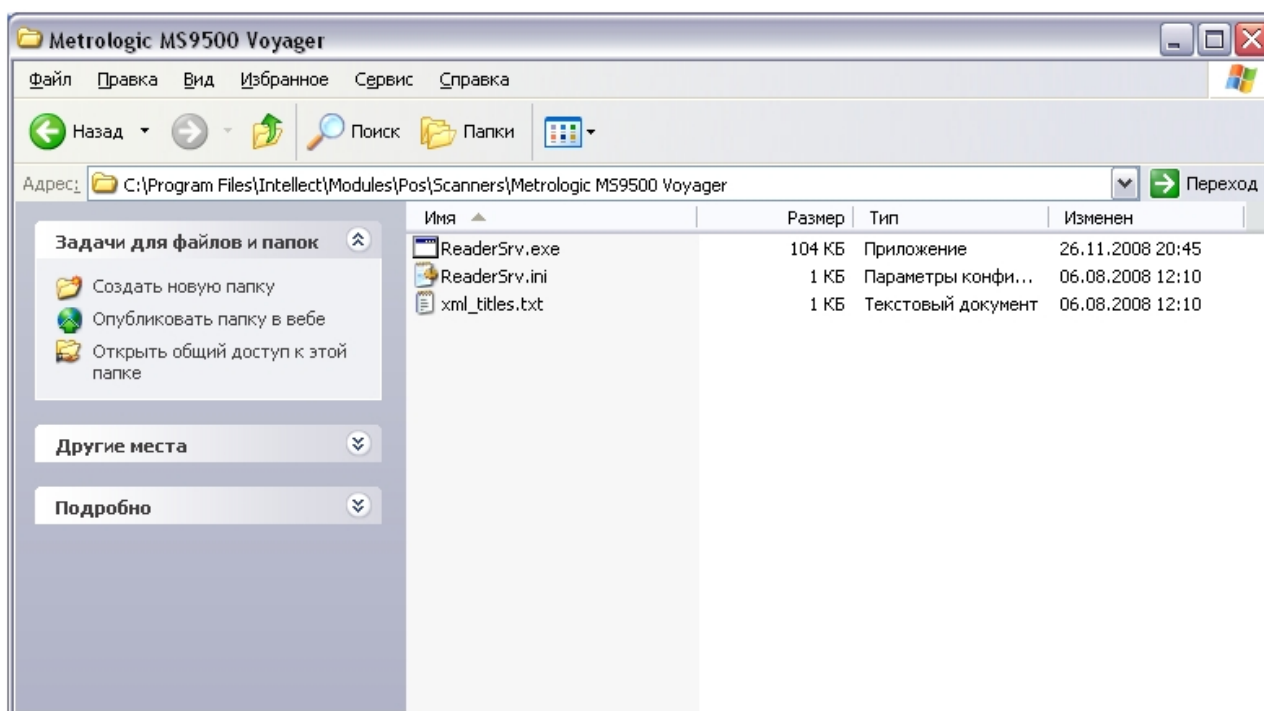 Metrologic MS9500 Voyager
Файл Правка Вид Избранное Сервис Справка
Назад Поиск Папки
Адрес: C:\Program Files\Intellect\Modules\Pos\Scanners\Metrologic MS9500 Voyager Переход
Имя Размер Тип Изменен
Задачи для файлов и папок
Создать новую папку
Опубликовать папку в вебе
Открыть общий доступ к этой
папке
Другие места
Подробно
ReaderSrv.exe 104 КБ Приложение 26.11.2008 20:45
ReaderSrv.ini 1 КБ Параметры конфи... 06.08.2008 12:10
xml_titles.txt 1 КБ Текстовый документ 06.08.2008 12:10